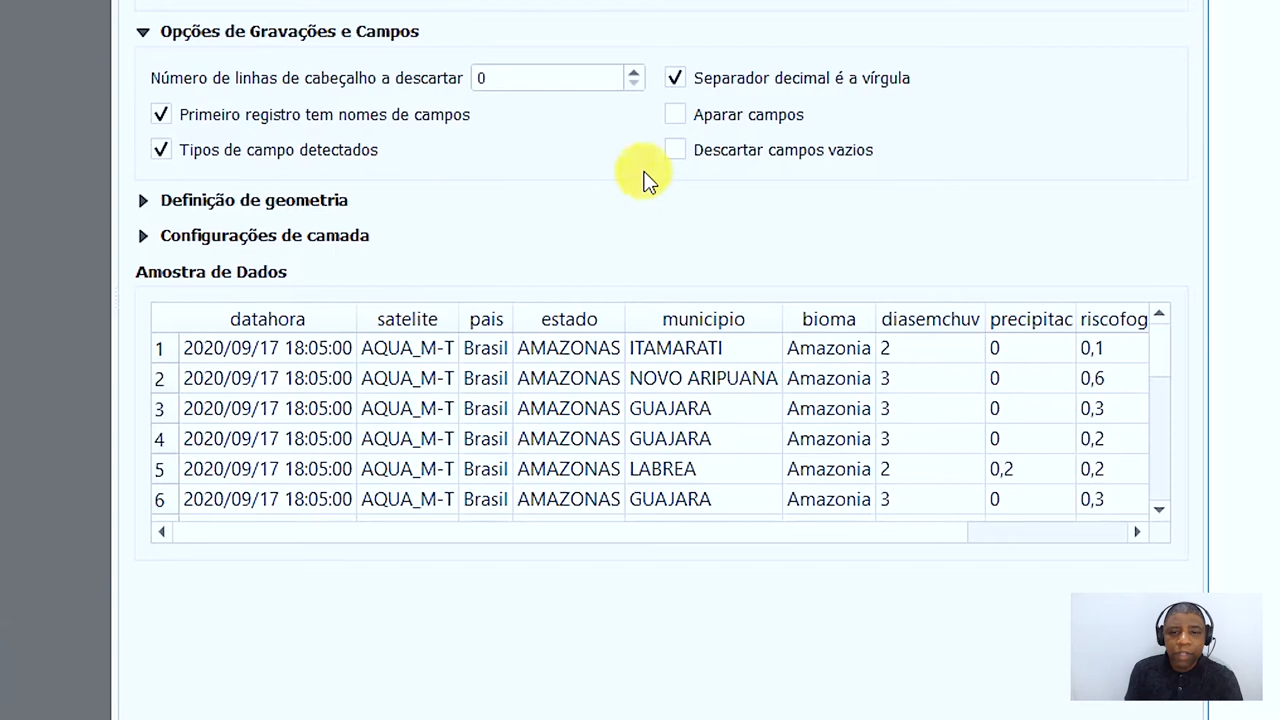 Opções de Gravações e Campos
Número de linhas de cabeçalho a descartar 0 Separador decimal é a vírgula
Primeiro registro tem nomes de campos Aparar campos
Tipos de campo detectados Descartar campos vazios
Definição de geometria
Configurações de camada
Amostra de Dados
datahora satelite pais estado municipio bioma diasemchuv precipitac riscofog
1 2020/09/17 18:05:00 AQUA_M-T Brasil AMAZONAS ITAMARATI Amazonia 2 0 0,1
2 2020/09/17 18:05:00 AQUA_M-T Brasil AMAZONAS NOVO ARIPUANA Amazonia 3 0 0,6
3 2020/09/17 18:05:00 AQUA_M-T Brasil AMAZONAS GUAJARA Amazonia 3 0 0,3
4 2020/09/17 18:05:00 AQUA_M-T Brasil AMAZONAS GUAJARA Amazonia 3 0 0,2
5 2020/09/17 18:05:00 AQUA_M-T Brasil AMAZONAS LABREA Amazonia 2 0,2 0,2
6 2020/09/17 18:05:00 AQUA_M-T Brasil AMAZONAS GUAJARA Amazonia 3 0 0,3